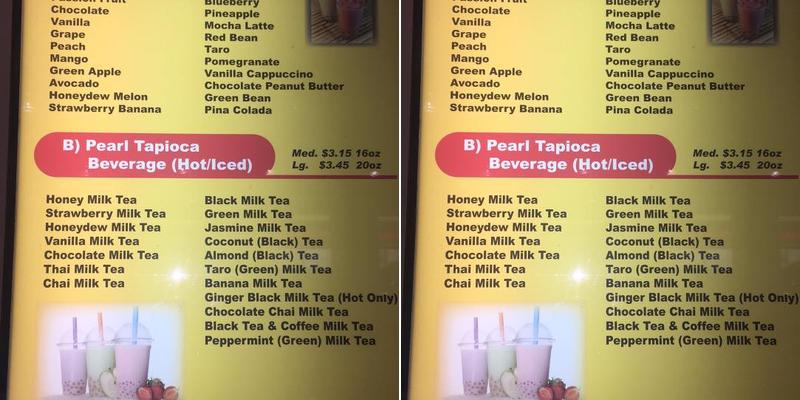 Chocolate
Vanilla
Grape
Peach
Mango
Green Apple
Avocado
Honeydew Melon
Strawberry Banana
Blueberry
Pineapple
Mocha Latte
Red Bean
Taro
Pomegranate
Vanilla Cappuccino
Chocolate Peanut Butter
Green Bean
Pina Colada
B) Pearl Tapioca
Beverage (Hot/Iced)
Med. $3.15 16oz
Lg. $3.45 20oz
Honey Milk Tea
Strawberry Milk Tea
Honeydew Milk Tea
Vanilla Milk Tea
Chocolate Milk Tea
Thai Milk Tea
Chai Milk Tea
Black Milk Tea
Green Milk Tea
Jasmine Milk Tea
Coconut (Black) Tea
Almond (Black) Tea
Taro (Green) Milk Tea
Banana Milk Tea
Ginger Black Milk Tea (Hot Only)
Chocolate Chai Milk Tea
Black Tea & Coffee Milk Tea
Peppermint (Green) Milk Tea
Chocolate
Vanilla
Grape
Peach
Mango
Green Apple
Avocado
Honeydew Melon
Strawberry Banana
Blueberry
Pineapple
Mocha Latte
Red Bean
Taro
Pomegranate
Vanilla Cappuccino
Chocolate Peanut Butter
Green Bean
Pina Colada
B) Pearl Tapioca
Beverage (Hot/Iced)
Med. $3.15 16oz
Lg. $3.45 20oz
Honey Milk Tea
Strawberry Milk Tea
Honeydew Milk Tea
Vanilla Milk Tea
Chocolate Milk Tea
Thai Milk Tea
Chai Milk Tea
Black Milk Tea
Green Milk Tea
Jasmine Milk Tea
Coconut (Black) Tea
Almond (Black) Tea
Taro (Green) Milk Tea
Banana Milk Tea
Ginger Black Milk Tea (Hot Only)
Chocolate Chai Milk Tea
Black Tea & Coffee Milk Tea
Peppermint (Green) Milk Tea